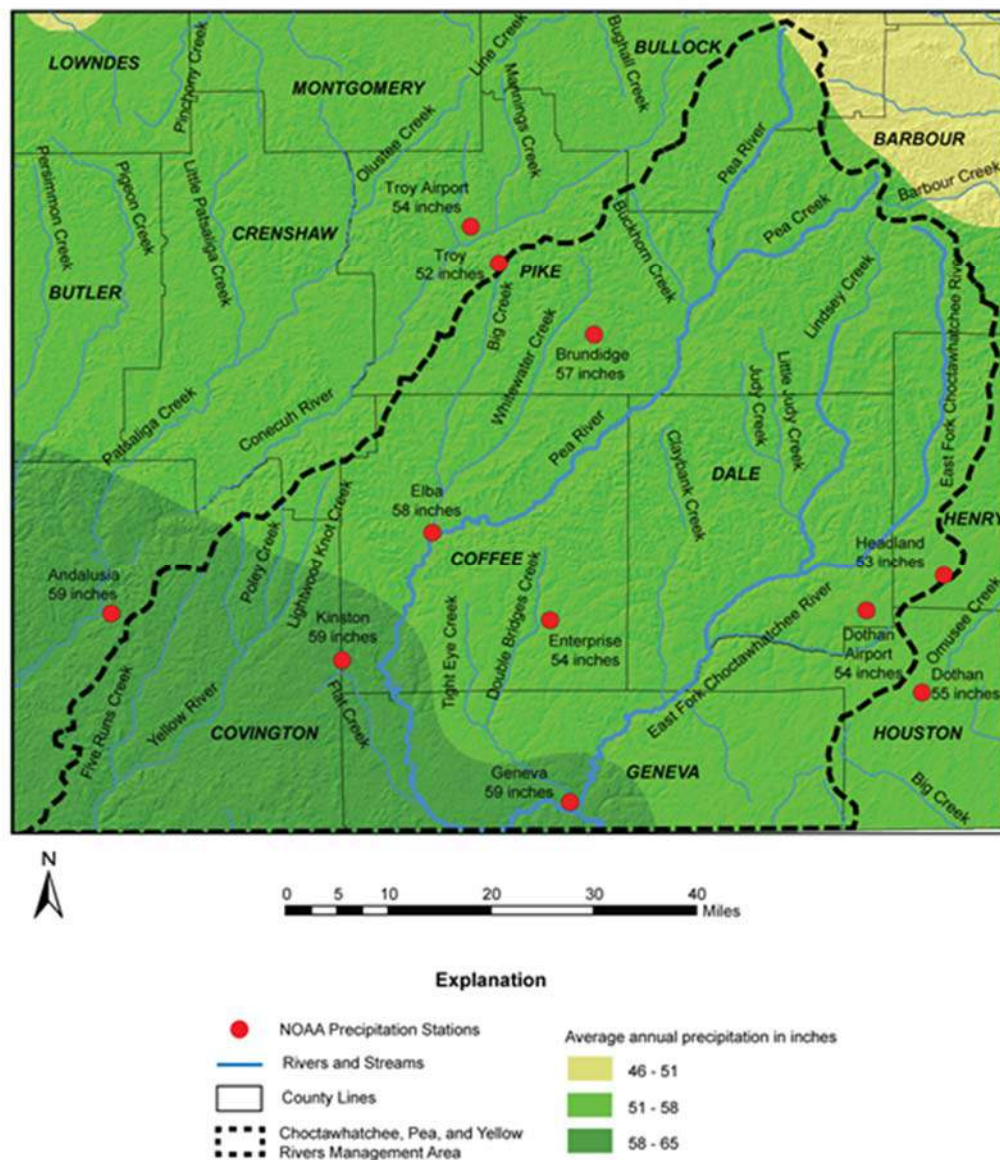 LOWNDES
Pinchony Creek
MONTGOMERY
Line Creek
Bughall Creek
BULLOCK
Mannings Creek
Olustee Creek
BARBOUR
Persimmon Creek
Pigeon Creek
Little Patsaliga Creek
Troy Airport
54 inches
Pea River
Barbour Creek
CRENSHAW
Buckhorn Creek
Pea Creek
BUTLER
Troy
52 inches
PIKE
Big Creek
Whitewater Creek
Brundidge
57 inches
Lindsey Creek
East Fork Choctawhatchee River
Little Judy Creek
Judy Creek
Patsaliga Creek
Conecuh River
Pea River
Claybank Creek
DALE
Elba
58 inches
Lightwood Knot Creek
Poley Creek
COFFEE
HENRY
Headland
53 inches
Andalusia
59 inches
Kinston
59 inches
Tight Eye Creek
Double Bridges Creek
Enterprise
54 inches
East Fork Choctawhatchee River
Dothan
Airport
54 inches
Omusee Creek
Dothan
55 inches
Five Runs Creek
Yellow River
Flat Creek
COVINGTON
HOUSTON
Geneva
59 inches
GENEVA
Big Creek
N
0 5 10 20 30 40
Miles
Explanation
NOAA Precipitation Stations
Rivers and Streams
County Lines
Choctawhatchee, Pea, and Yellow
Rivers Management Area
Average annual precipitation in inches
46 - 51
51 - 58
58 - 65